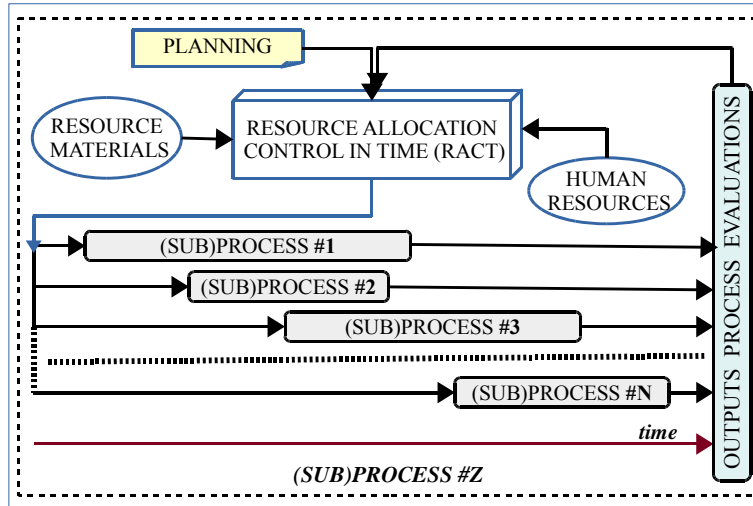 PLANNING
RESOURCE
MATERIALS
RESOURCE ALLOCATION
CONTROL IN TIME (RACT)
HUMAN
RESOURCES
(SUB)PROCESS #1
(SUB)PROCESS #2
(SUB)PROCESS #3
(SUB)PROCESS #N
time
(SUB)PROCESS #Z
OUTPUTS PROCESS EVALUATIONS